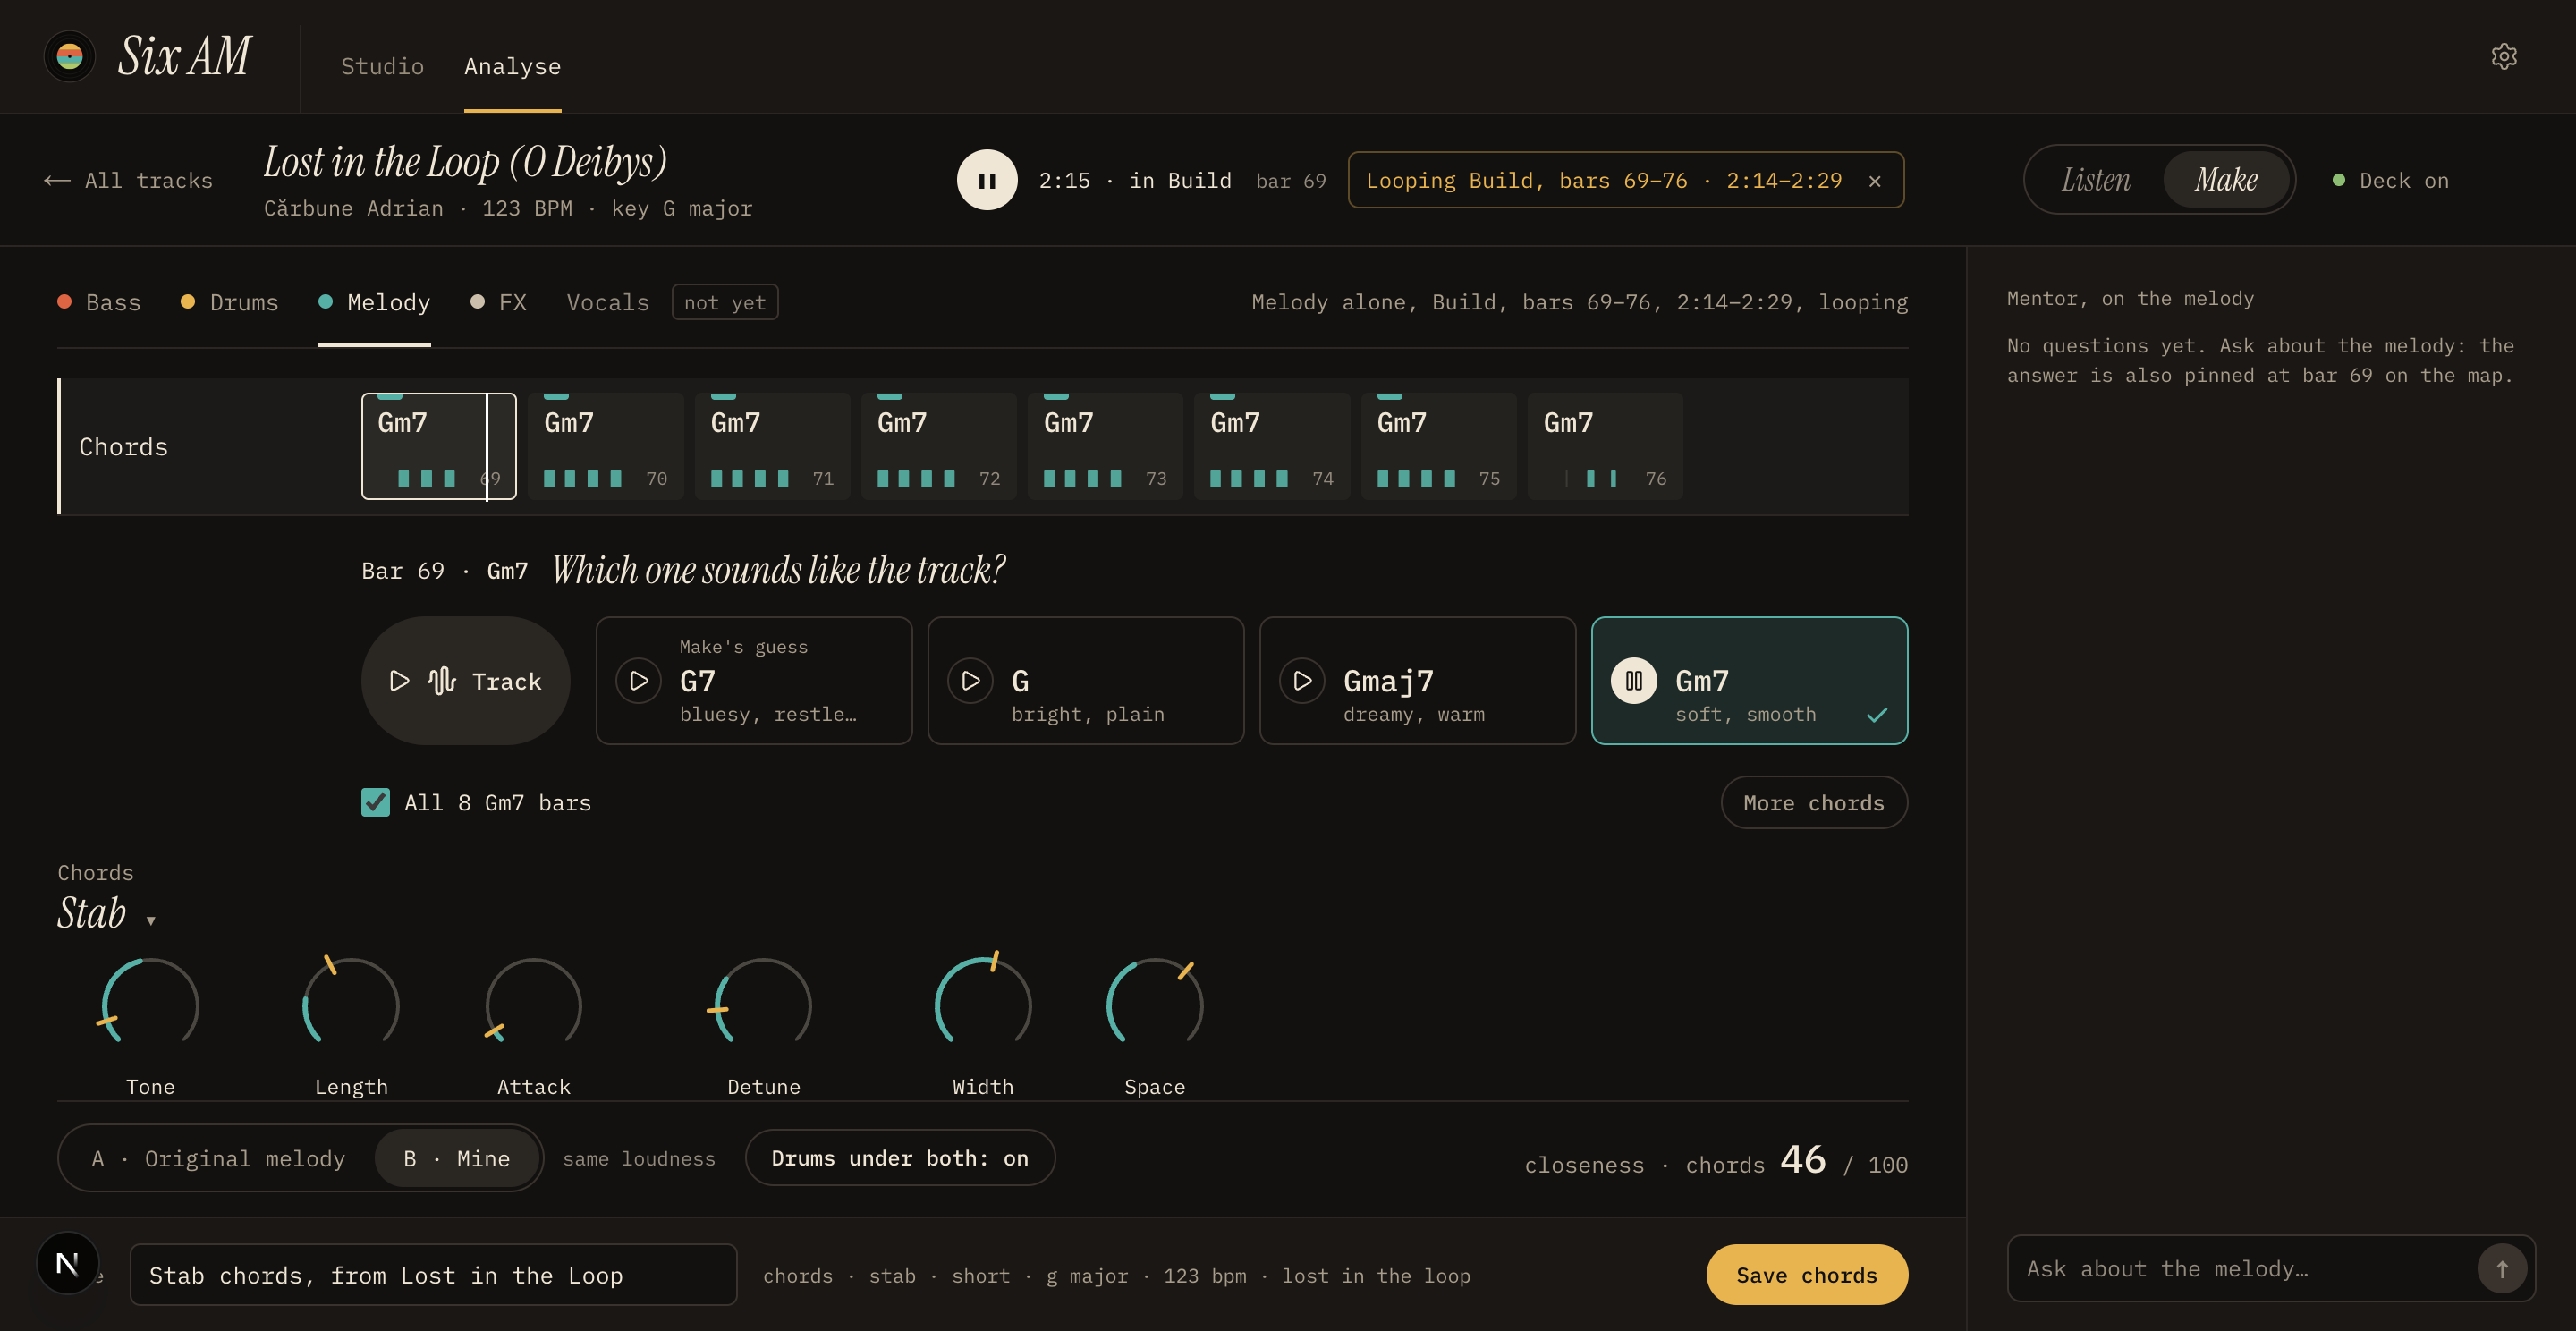 Six AM
Studio
Analyse
← All tracks
Lost in the Loop (O Deibys)
Cărbune Adrian · 123 BPM · key G major
2:15 · in Build bar 69
Looping Build, bars 69–76 · 2:14–2:29 ×
Listen
Make
Deck on
Bass
Drums
Melody
FX
Vocals
not yet
Melody alone, Build, bars 69–76, 2:14–2:29, looping
Mentor, on the melody
No questions yet. Ask about the melody: the
answer is also pinned at bar 69 on the map.
Chords
Gm7
69
Gm7
70
Gm7
71
Gm7
72
Gm7
73
Gm7
74
Gm7
75
Gm7
76
Bar 69 · Gm7 Which one sounds like the track?
Track
Make's guess
G7
bluesy, restle…
G
bright, plain
Gmaj7
dreamy, warm
Gm7
soft, smooth
All 8 Gm7 bars
More chords
Chords
Stab
Tone
Length
Attack
Detune
Width
Space
A · Original melody
B · Mine
same loudness
Drums under both: on
closeness · chords 46 / 100
N
Stab chords, from Lost in the Loop
chords · stab · short · g major · 123 bpm · lost in the loop
Save chords
Ask about the melody…